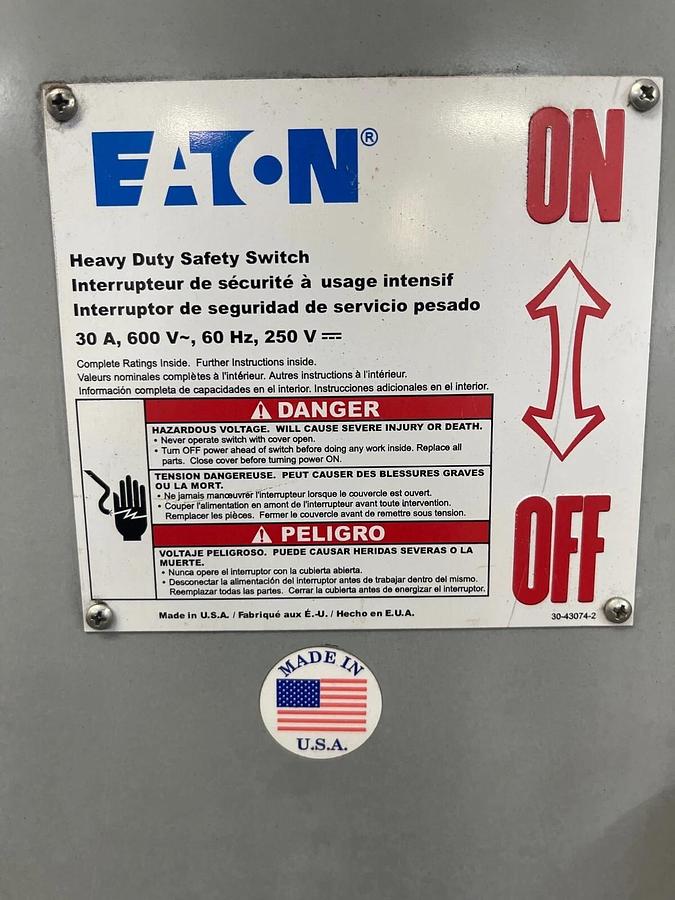 EATON®
ON
Heavy Duty Safety Switch
Interrupteur de sécurité à usage intensif
Interruptor de seguridad de servicio pesado
30 A, 600 V~, 60 Hz, 250 V ⎓
Complete Ratings Inside. Further Instructions inside.
Valeurs nominales complètes à l'intérieur. Autres instructions à l'intérieur.
Información completa de capacidades en el interior. Instrucciones adicionales en el interior.
⚠ DANGER
HAZARDOUS VOLTAGE. WILL CAUSE SEVERE INJURY OR DEATH.
• Never operate switch with cover open.
• Turn OFF power ahead of switch before doing any work inside. Replace all
parts. Close cover before turning power ON.
TENSION DANGEREUSE. PEUT CAUSER DES BLESSURES GRAVES
OU LA MORT.
• Ne jamais manœuvrer l'interrupteur lorsque le couvercle est ouvert.
• Couper l'alimentation en amont de l'interrupteur avant toute intervention.
Remplacer les pièces. Fermer le couvercle avant de remettre sous tension.
⚠ PELIGRO
VOLTAJE PELIGROSO. PUEDE CAUSAR HERIDAS SEVERAS O LA
MUERTE.
• Nunca opere el interruptor con la cubierta abierta.
• Desconectar la alimentación del interruptor antes de trabajar dentro del mismo.
Reemplazar todas las partes. Cerrar la cubierta antes de energizar el interruptor.
OFF
Made in U.S.A. / Fabriqué aux É.-U. / Hecho en E.U.A.
30-43074-2
MADE IN
U.S.A.